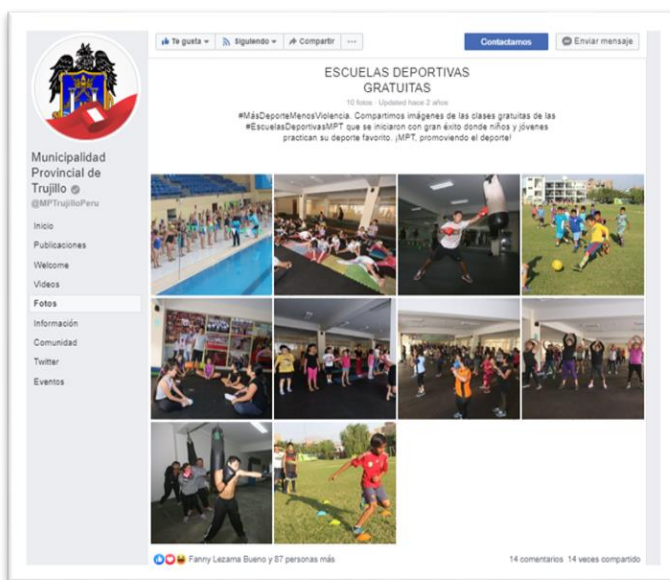 Te gusta
Siguiendo
Compartir
Contactarnos
Enviar mensaje
ESCUELAS DEPORTIVAS
GRATUITAS
10 fotos · Updated hace 2 años
#MásDeporteMenosViolencia. Compartimos imágenes de las clases gratuitas de las
#EscuelasDeportivasMPT que se iniciaron con gran éxito donde niños y jóvenes
practican su deporte favorito. ¡MPT, promoviendo el deporte!
Municipalidad
Provincial de
Trujillo
@MPTrujilloPeru
Inicio
Publicaciones
Welcome
Videos
Fotos
Información
Comunidad
Twitter
Eventos
Fanny Lezama Bueno y 87 personas más
14 comentarios 14 veces compartido